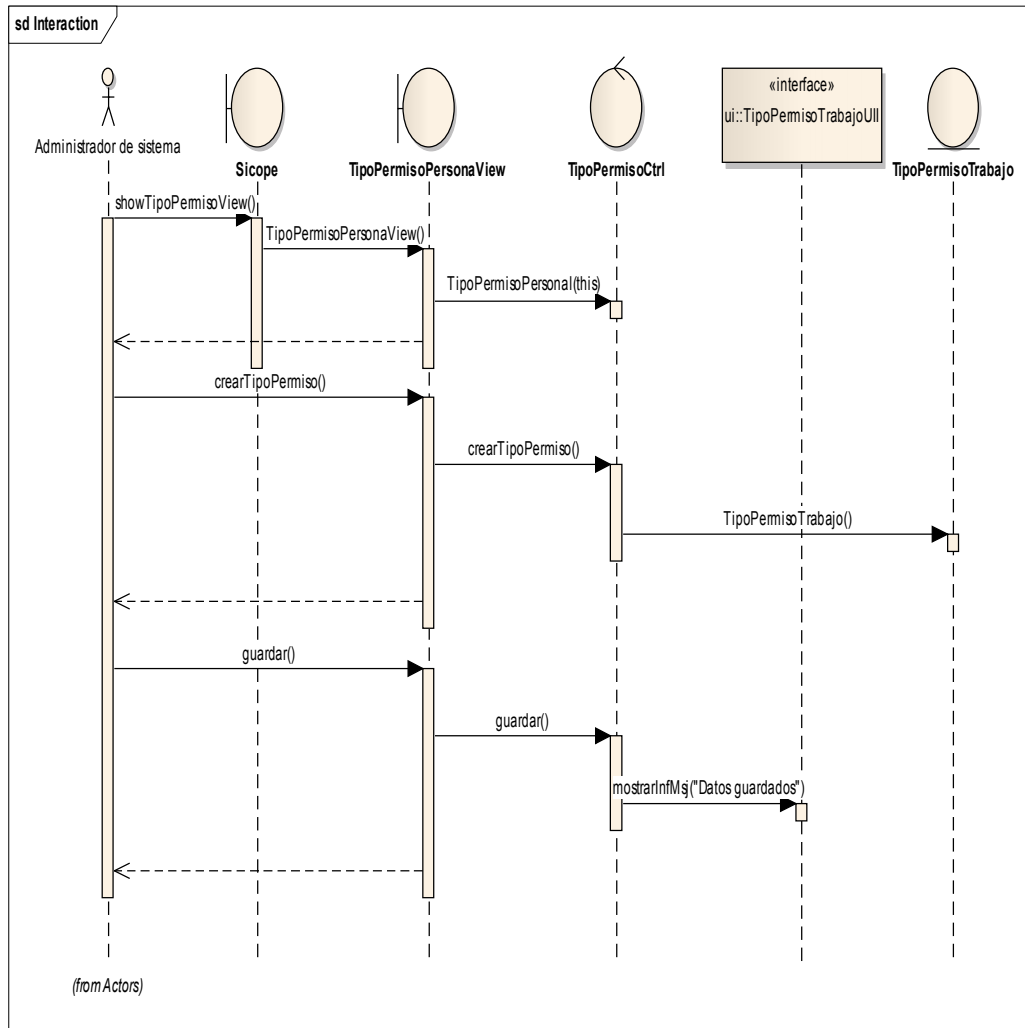 sd Interaction
Administrador de sistema
Sicope
TipoPermisoPersonaView
TipoPermisoCtrl
«interface»
ui::TipoPermisoTrabajoUII
TipoPermisoTrabajo
showTipoPermisoView()
TipoPermisoPersonaView()
TipoPermisoPersonal(this)
crearTipoPermiso()
crearTipoPermiso()
TipoPermisoTrabajo()
guardar()
guardar()
mostrarInfMsj("Datos guardados")
(from Actors)